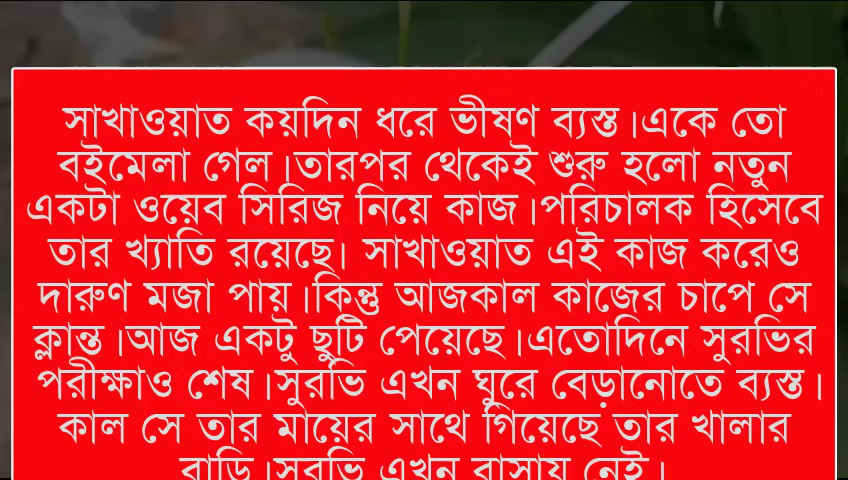 সাখাওয়াত কয়দিন ধরে ভীষণ ব্যস্ত।একে তো
বইমেলা গেল।তারপর থেকেই শুরু হলো নতুন
একটা ওয়েব সিরিজ নিয়ে কাজ।পরিচালক হিসেবে
তার খ্যাতি রয়েছে। সাখাওয়াত এই কাজ করেও
দারুণ মজা পায়।কিন্তু আজকাল কাজের চাপে সে
ক্লান্ত।আজ একটু ছুটি পেয়েছে।এতোদিনে সুরভির
পরীক্ষাও শেষ।সুরভি এখন ঘুরে বেড়ানোতে ব্যস্ত।
কাল সে তার মায়ের সাথে গিয়েছে তার খালার
বাড়ি।সুরভি এখন বাসায় নেই।